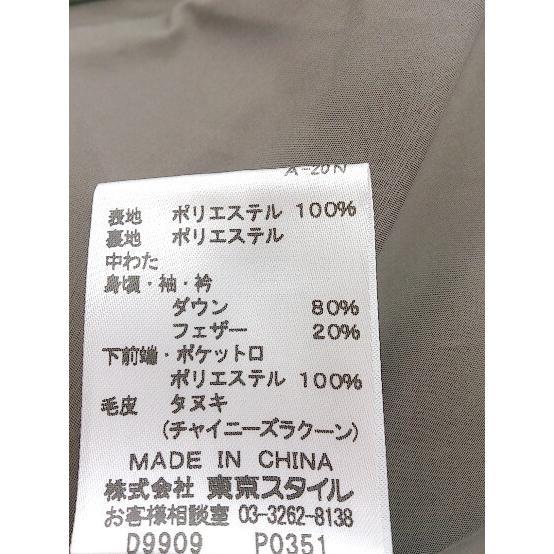 表地 ポリエステル 100%
裏地 ポリエステル
中わた
身頃・袖・衿
ダウン 80%
フェザー 20%
下前端・ポケット口
ポリエステル 100%
毛皮 タヌキ
(チャイニーズラクーン)
MADE IN CHINA
株式会社 東京スタイル
お客様相談室 03-3262-8138
D9909 P0351